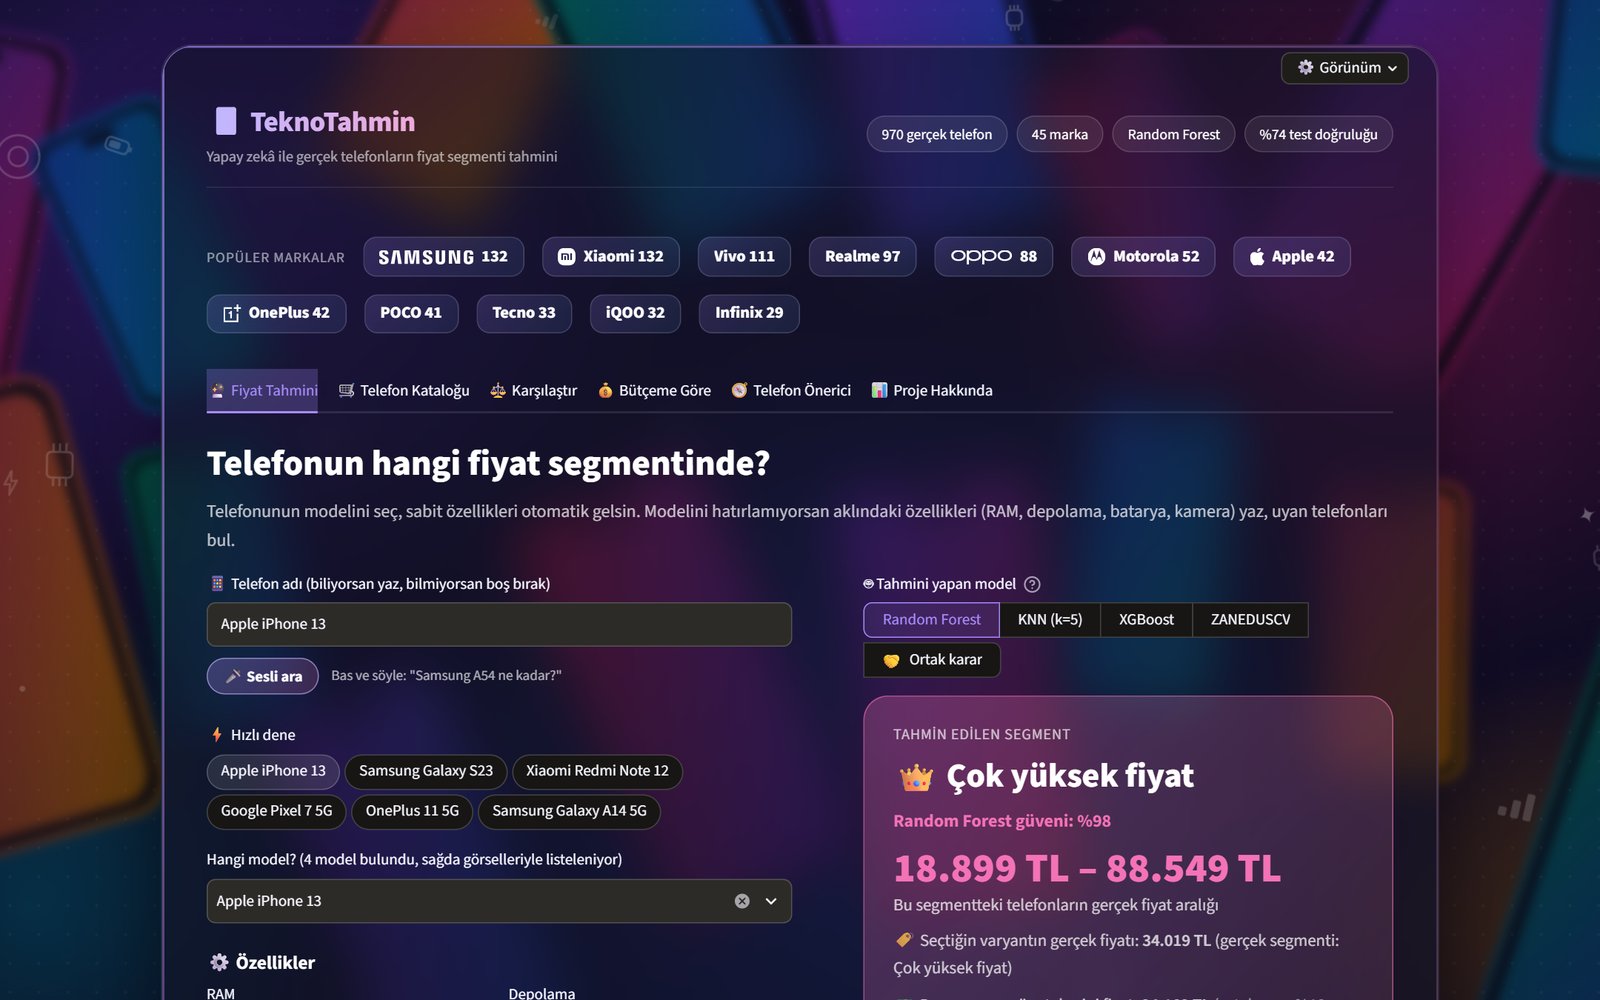 Görünüm
TeknoTahmin
Yapay zekâ ile gerçek telefonların fiyat segmenti tahmini
970 gerçek telefon
45 marka
Random Forest
%74 test doğruluğu
POPÜLER MARKALAR
SAMSUNG 132
Xiaomi 132
Vivo 111
Realme 97
oppo 88
Motorola 52
Apple 42
OnePlus 42
POCO 41
Tecno 33
iQOO 32
Infinix 29
Fiyat Tahmini
Telefon Kataloğu
Karşılaştır
Bütçeme Göre
Telefon Önerici
Proje Hakkında
Telefonun hangi fiyat segmentinde?
Telefonunun modelini seç, sabit özellikleri otomatik gelsin. Modelini hatırlamıyorsan aklındaki özellikleri (RAM, depolama, batarya, kamera) yaz, uyan telefonları
bul.
Telefon adı (biliyorsan yaz, bilmiyorsan boş bırak)
Apple iPhone 13
Sesli ara
Bas ve söyle: "Samsung A54 ne kadar?"
Hızlı dene
Apple iPhone 13
Samsung Galaxy S23
Xiaomi Redmi Note 12
Google Pixel 7 5G
OnePlus 11 5G
Samsung Galaxy A14 5G
Hangi model? (4 model bulundu, sağda görselleriyle listeleniyor)
Apple iPhone 13
Özellikler
RAM
Depolama
Tahmini yapan model
Random Forest
KNN (k=5)
XGBoost
ZANEDUSCV
Ortak karar
TAHMİN EDİLEN SEGMENT
Çok yüksek fiyat
Random Forest güveni: %98
18.899 TL – 88.549 TL
Bu segmentteki telefonların gerçek fiyat aralığı
Seçtiğin varyantın gerçek fiyatı: 34.019 TL (gerçek segmenti:
Çok yüksek fiyat)